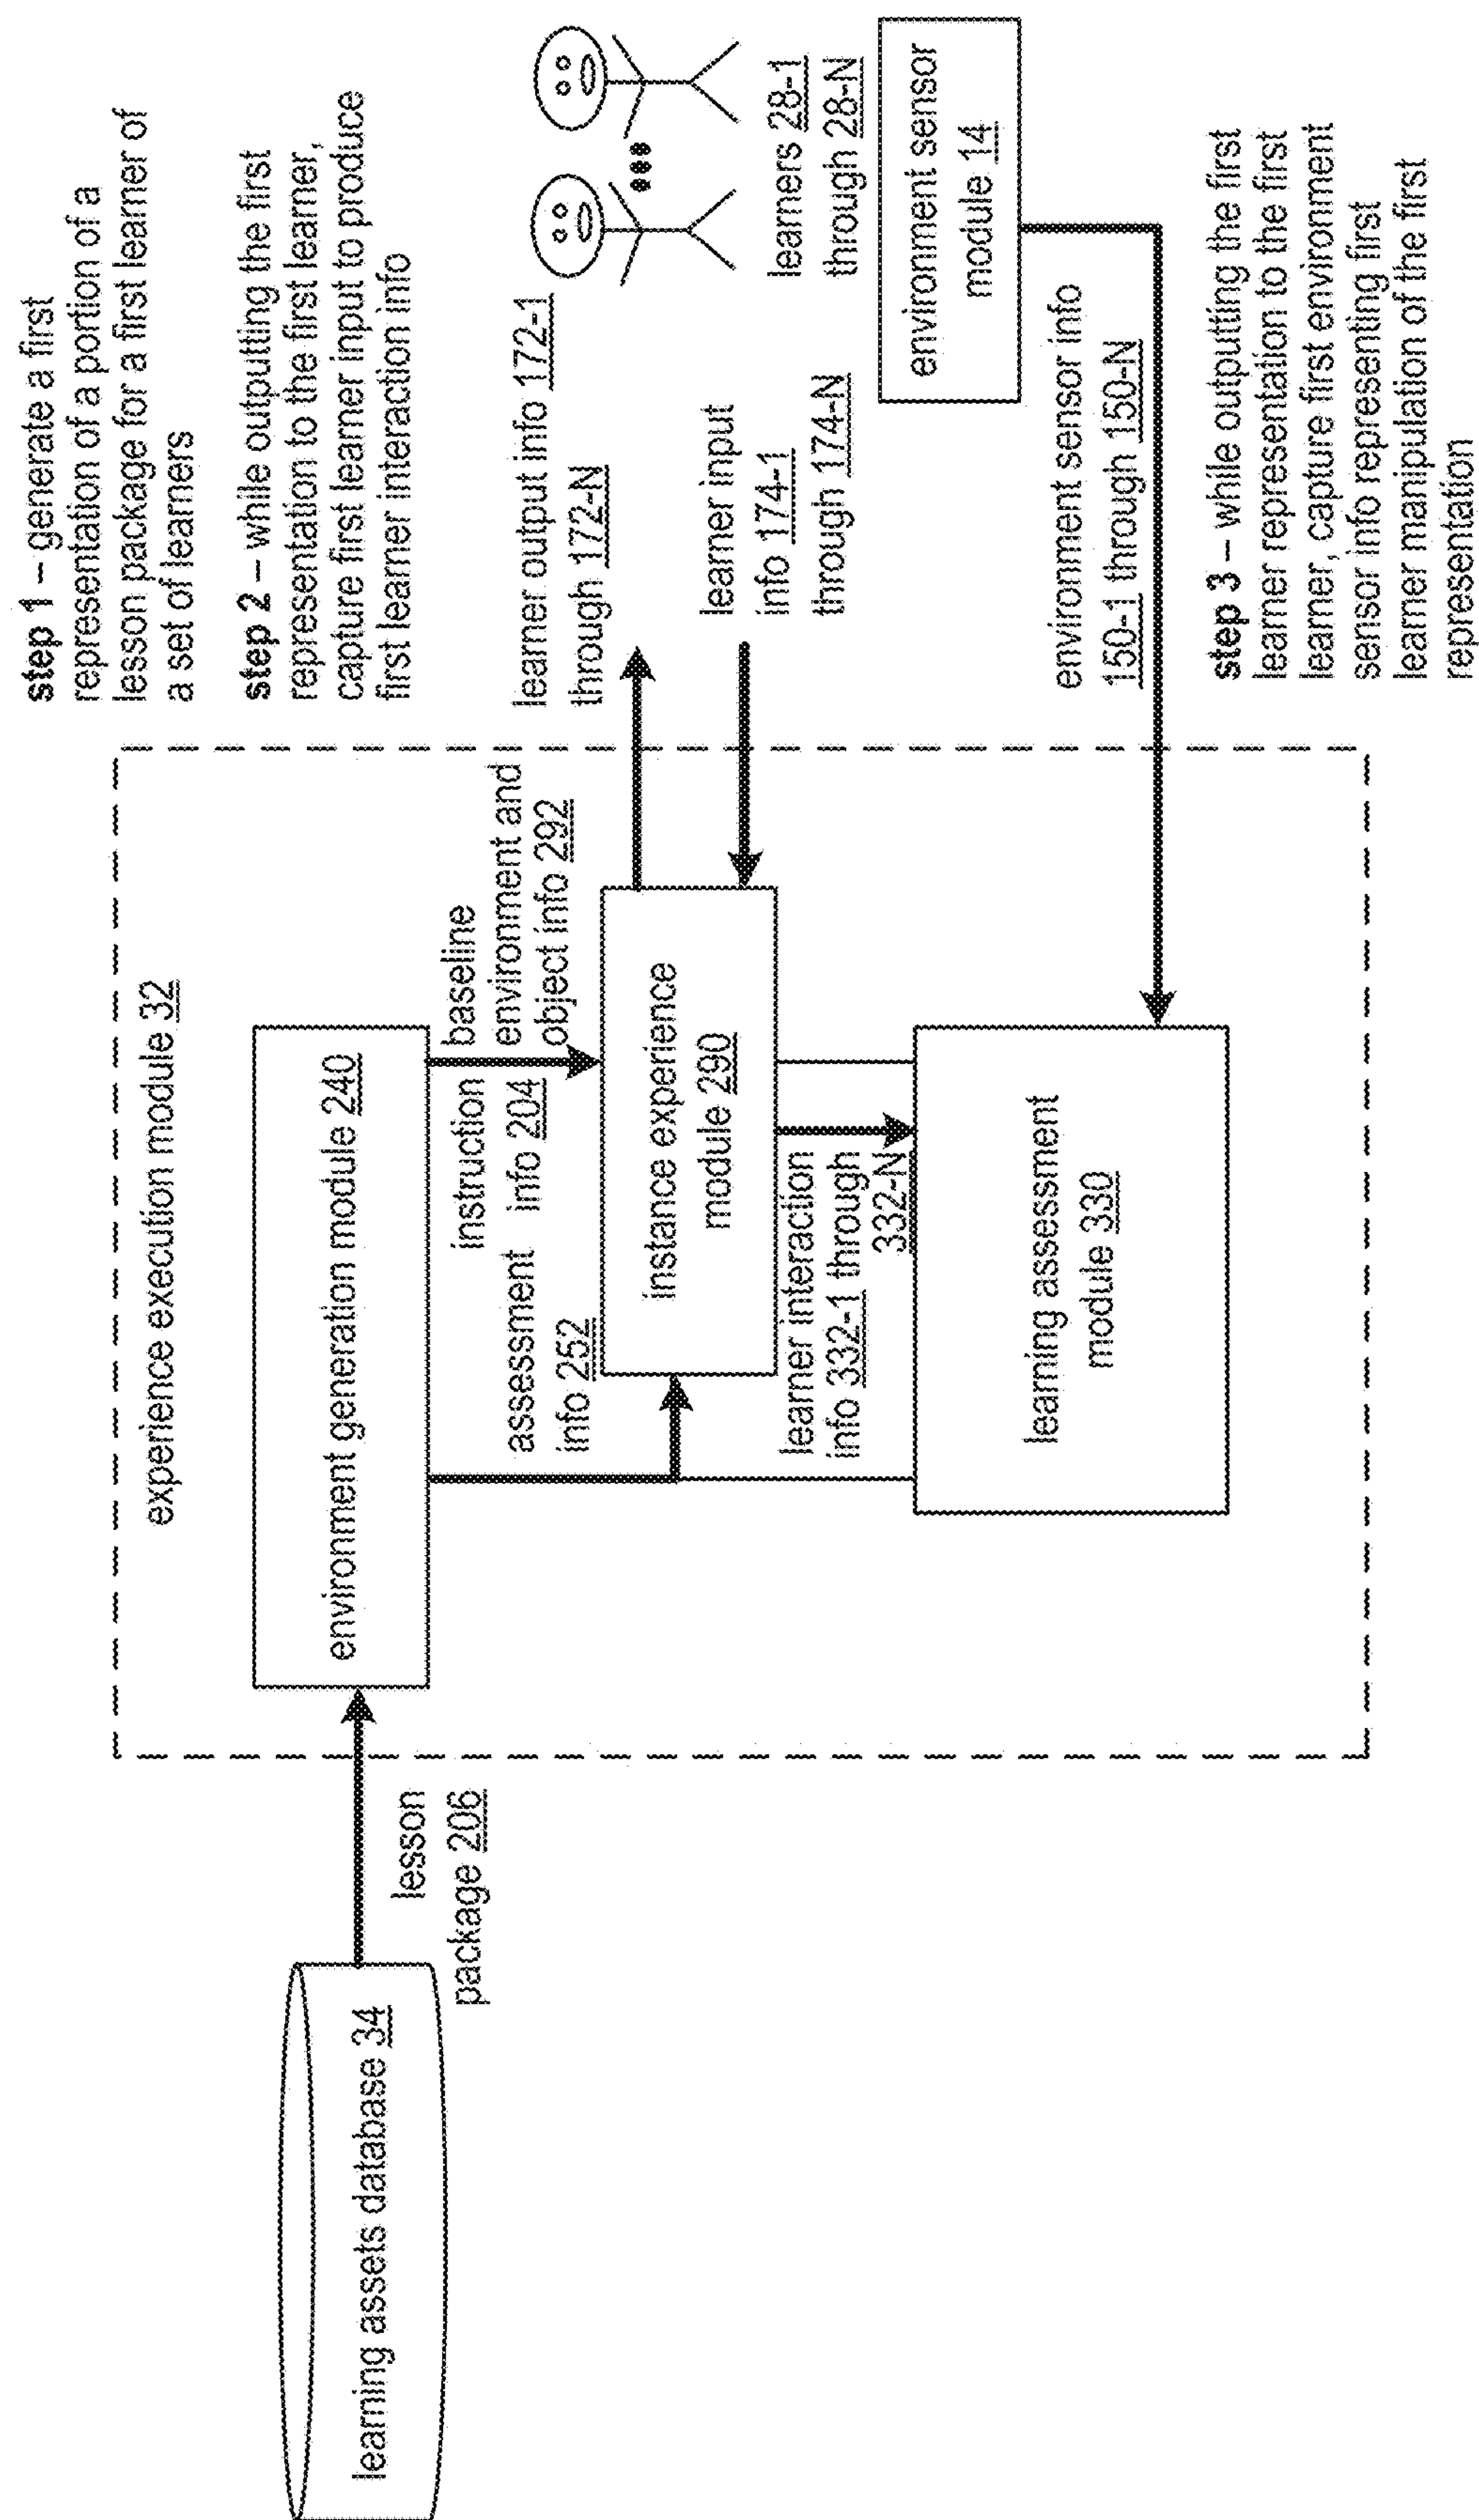 step 1 – generate a first
representation of a portion of a
lesson package for a first learner of
a set of learners
step 2 – while outputting the first
representation to the first learner,
capture first learner input to produce
first learner interaction info
experience execution module 32
learning assets database 34
lesson
package 206
environment generation module 240
instruction
info 204
baseline
environment and
object info 292
assessment
info 252
instance experience
module 290
learner output info 172-1
through 172-N
learner input
info 174-1
through 174-N
learners 28-1
through 28-N
environment sensor
module 14
learner interaction
info 332-1 through
332-N
learning assessment
module 330
environment sensor info
150-1 through 150-N
step 3 – while outputting the first
learner representation to the first
learner, capture first environment
sensor info representing first
learner manipulation of the first
representation